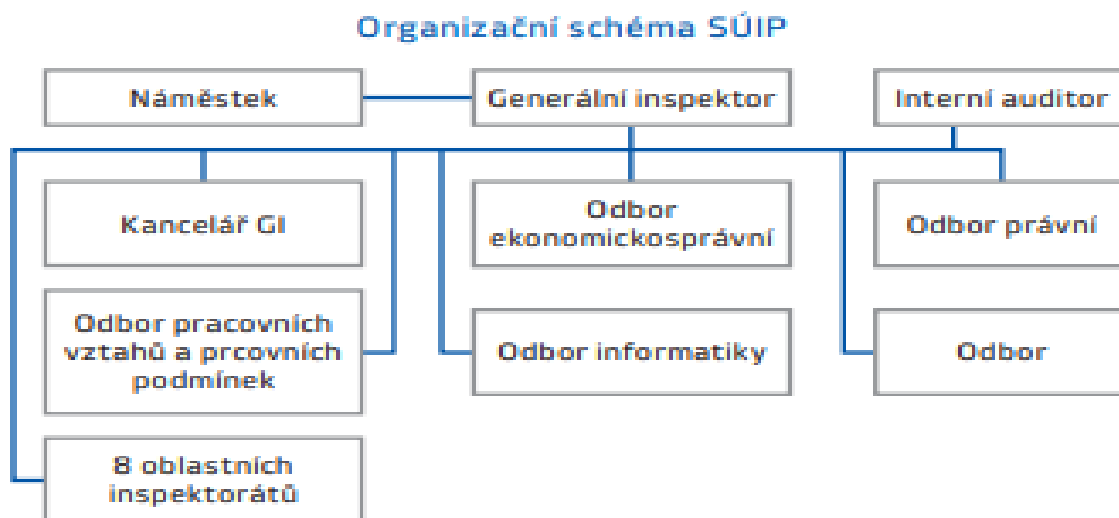 Organizační schéma SÚIP
Náměstek
Generální inspektor
Interní auditor
Kancelář GI
Odbor
ekonomickosprávní
Odbor právní
Odbor pracovních
vztahů a prcovních
podmínek
Odbor informatiky
Odbor
8 oblastních
inspektorátů